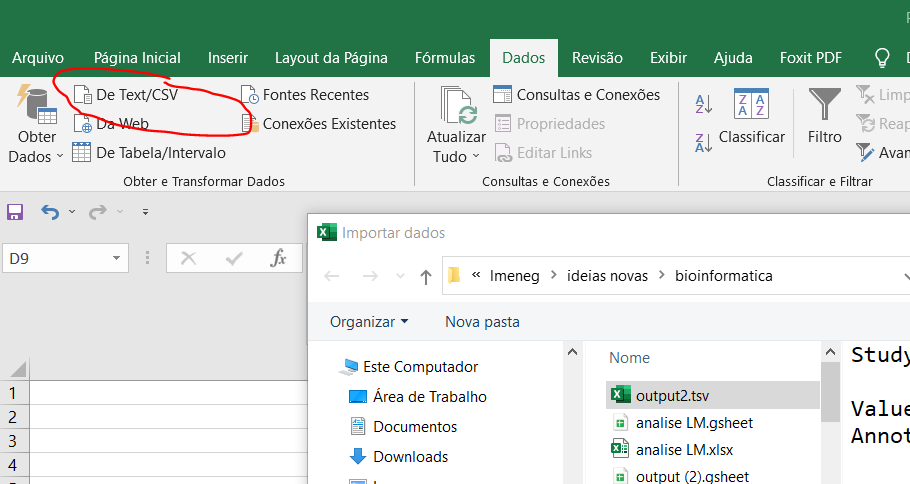 Arquivo Página Inicial Inserir Layout da Página Fórmulas Dados Revisão Exibir Ajuda Foxit PDF
De Text/CSV Fontes Recentes Consultas e Conexões Limp
Da Web Conexões Existentes Propriedades Reap
De Tabela/Intervalo Editar Links Avan
Obter Dados Atualizar Tudo Classificar Filtro
Obter e Transformar Dados Consultas e Conexões Classificar e Filtrar
D9 fx
Importar dados
« Imeneg > ideias novas > bioinformatica
Organizar Nova pasta
Este Computador Nome Study
Área de Trabalho output2.tsv
Documentos analise LM.gsheet Value
Downloads analise LM.xlsx Annot
output (2).gsheet
1
2
3
4